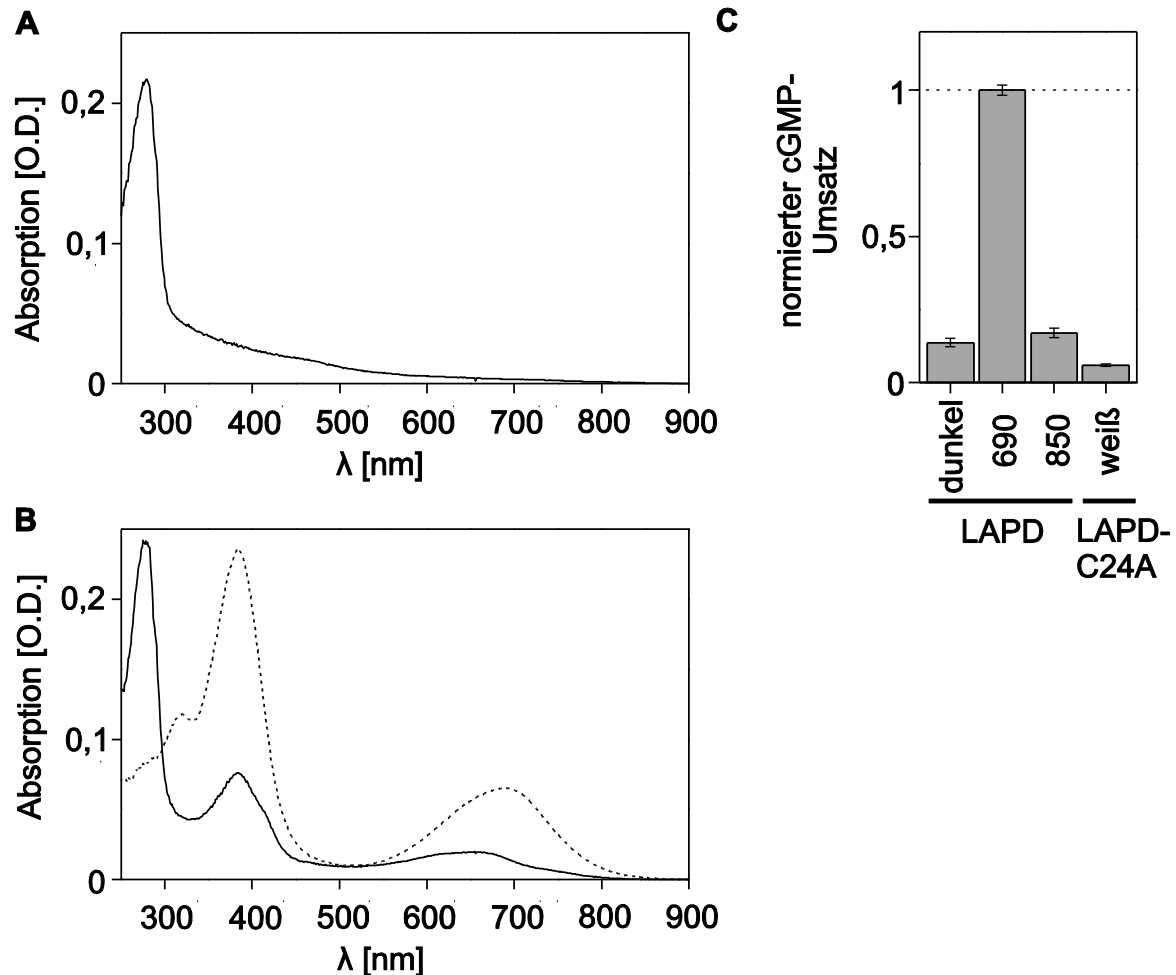 A
Absorption [O.D.]
0,2
0,1
0
300 400 500 600 700 800 900
λ [nm]
B
Absorption [O.D.]
0,2
0,1
0
300 400 500 600 700 800 900
λ [nm]
C
normierter cGMP-
Umsatz
1
0,5
0
dunkel
690
850
weiß
LAPD
LAPD-
C24A